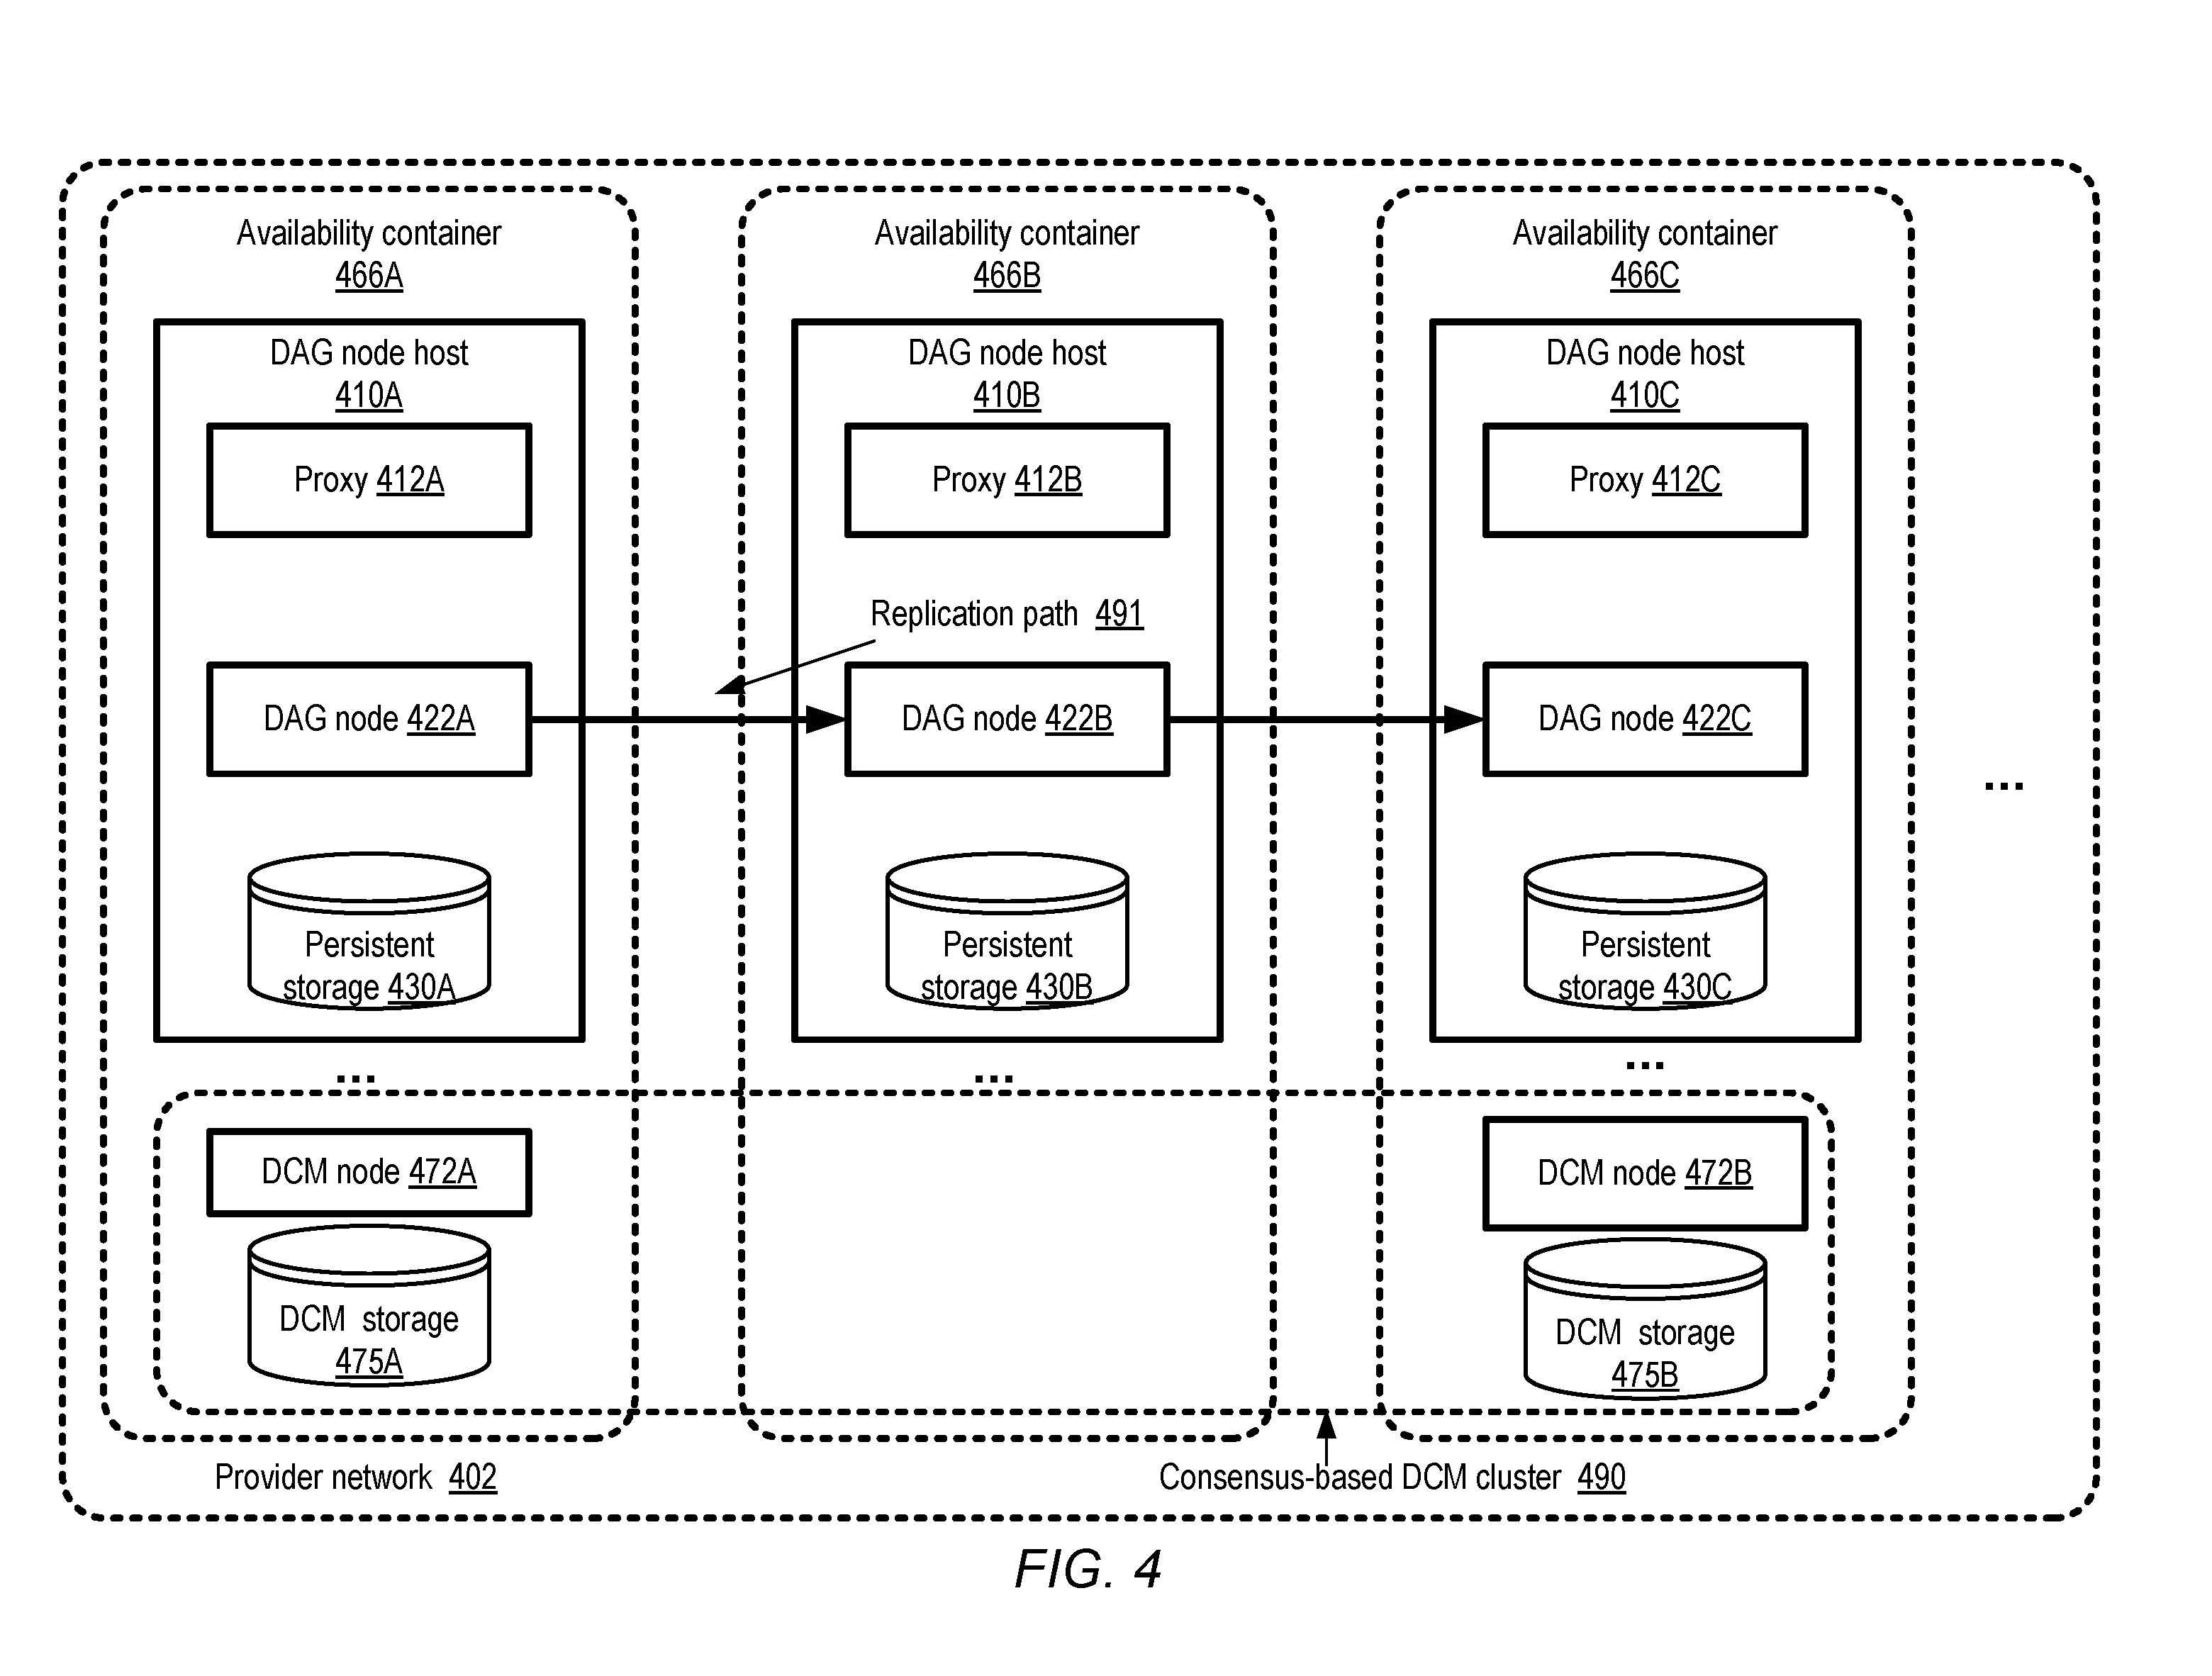 Availability container
466A
DAG node host
410A
Proxy 412A
DAG node 422A
Persistent
storage 430A
...
DCM node 472A
DCM storage
475A
Availability container
466B
DAG node host
410B
Proxy 412B
Replication path 491
DAG node 422B
Persistent
storage 430B
...
Availability container
466C
DAG node host
410C
Proxy 412C
DAG node 422C
Persistent
storage 430C
...
DCM node 472B
DCM storage
475B
...
Provider network 402
Consensus-based DCM cluster 490
FIG. 4